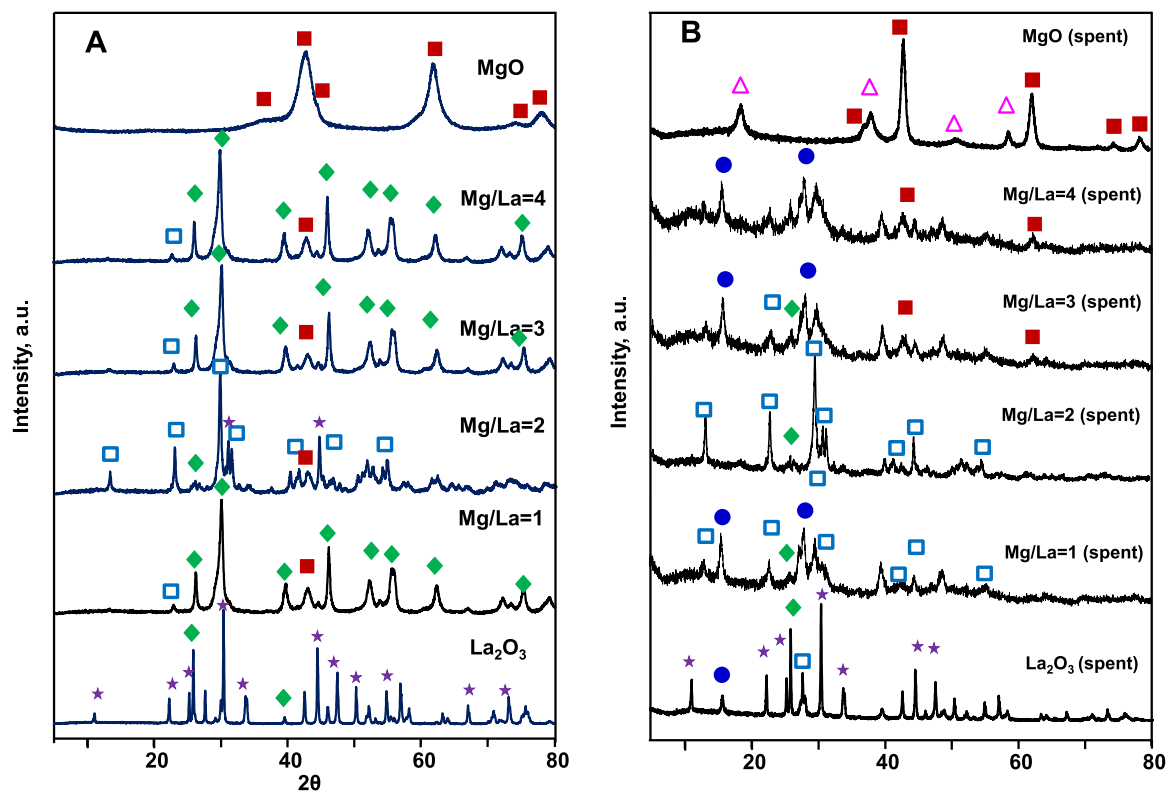 A
MgO
Mg/La=4
Mg/La=3
Mg/La=2
Mg/La=1
La₂O₃
Intensity, a.u.
20
40
60
80
2θ
B
MgO (spent)
Mg/La=4 (spent)
Mg/La=3 (spent)
Mg/La=2 (spent)
Mg/La=1 (spent)
La₂O₃ (spent)
Intensity, a.u.
20
40
60
80